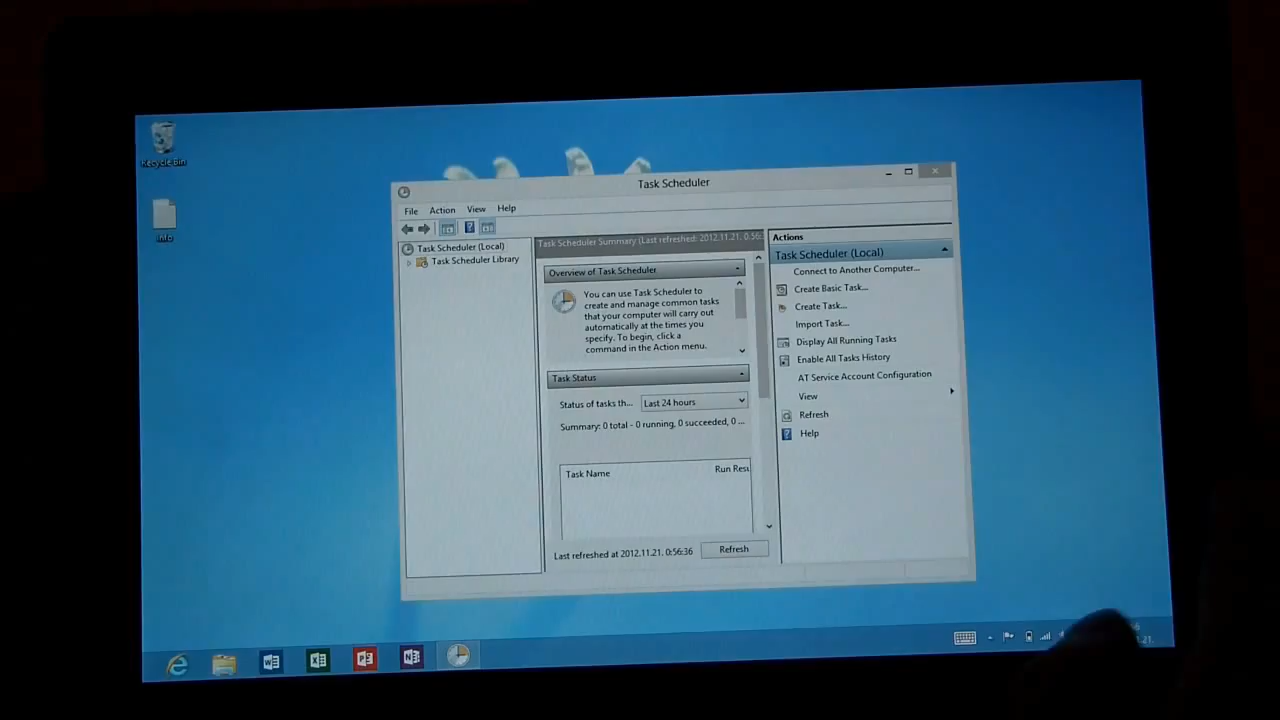 Recycle Bin
info
Task Scheduler
File Action View Help
Task Scheduler (Local)
Task Scheduler Library
Task Scheduler Summary (Last refreshed: 2012.11.21. 0:56:
Overview of Task Scheduler
You can use Task Scheduler to
create and manage common tasks
that your computer will carry out
automatically at the times you
specify. To begin, click a
command in the Action menu.
Task Status
Status of tasks th... Last 24 hours
Summary: 0 total - 0 running, 0 succeeded, 0 ...
Task Name Run Resu
Last refreshed at 2012.11.21. 0:56:36 Refresh
Actions
Task Scheduler (Local)
Connect to Another Computer...
Create Basic Task...
Create Task...
Import Task...
Display All Running Tasks
Enable All Tasks History
AT Service Account Configuration
View
Refresh
Help